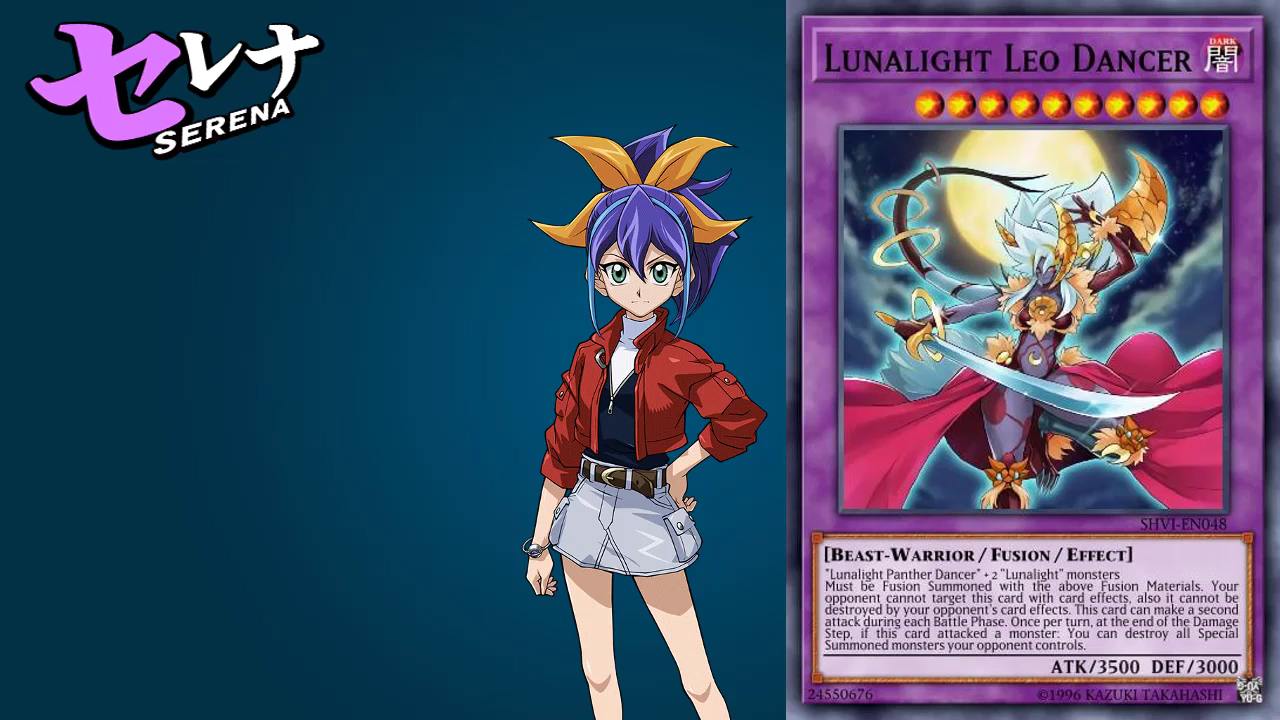 セレナ
SERENA
LUNALIGHT LEO DANCER
DARK
闇
SHVI-EN048
[BEAST-WARRIOR / FUSION / EFFECT]
"Lunalight Panther Dancer" + 2 "Lunalight" monsters
Must be Fusion Summoned with the above Fusion Materials. Your
opponent cannot target this card with card effects, also it cannot be
destroyed by your opponent's card effects. This card can make a second
attack during each Battle Phase. Once per turn, at the end of the Damage
Step, if this card attacked a monster: You can destroy all Special
Summoned monsters your opponent controls.
ATK/3500 DEF/3000
24550676
©1996 KAZUKI TAKAHASHI